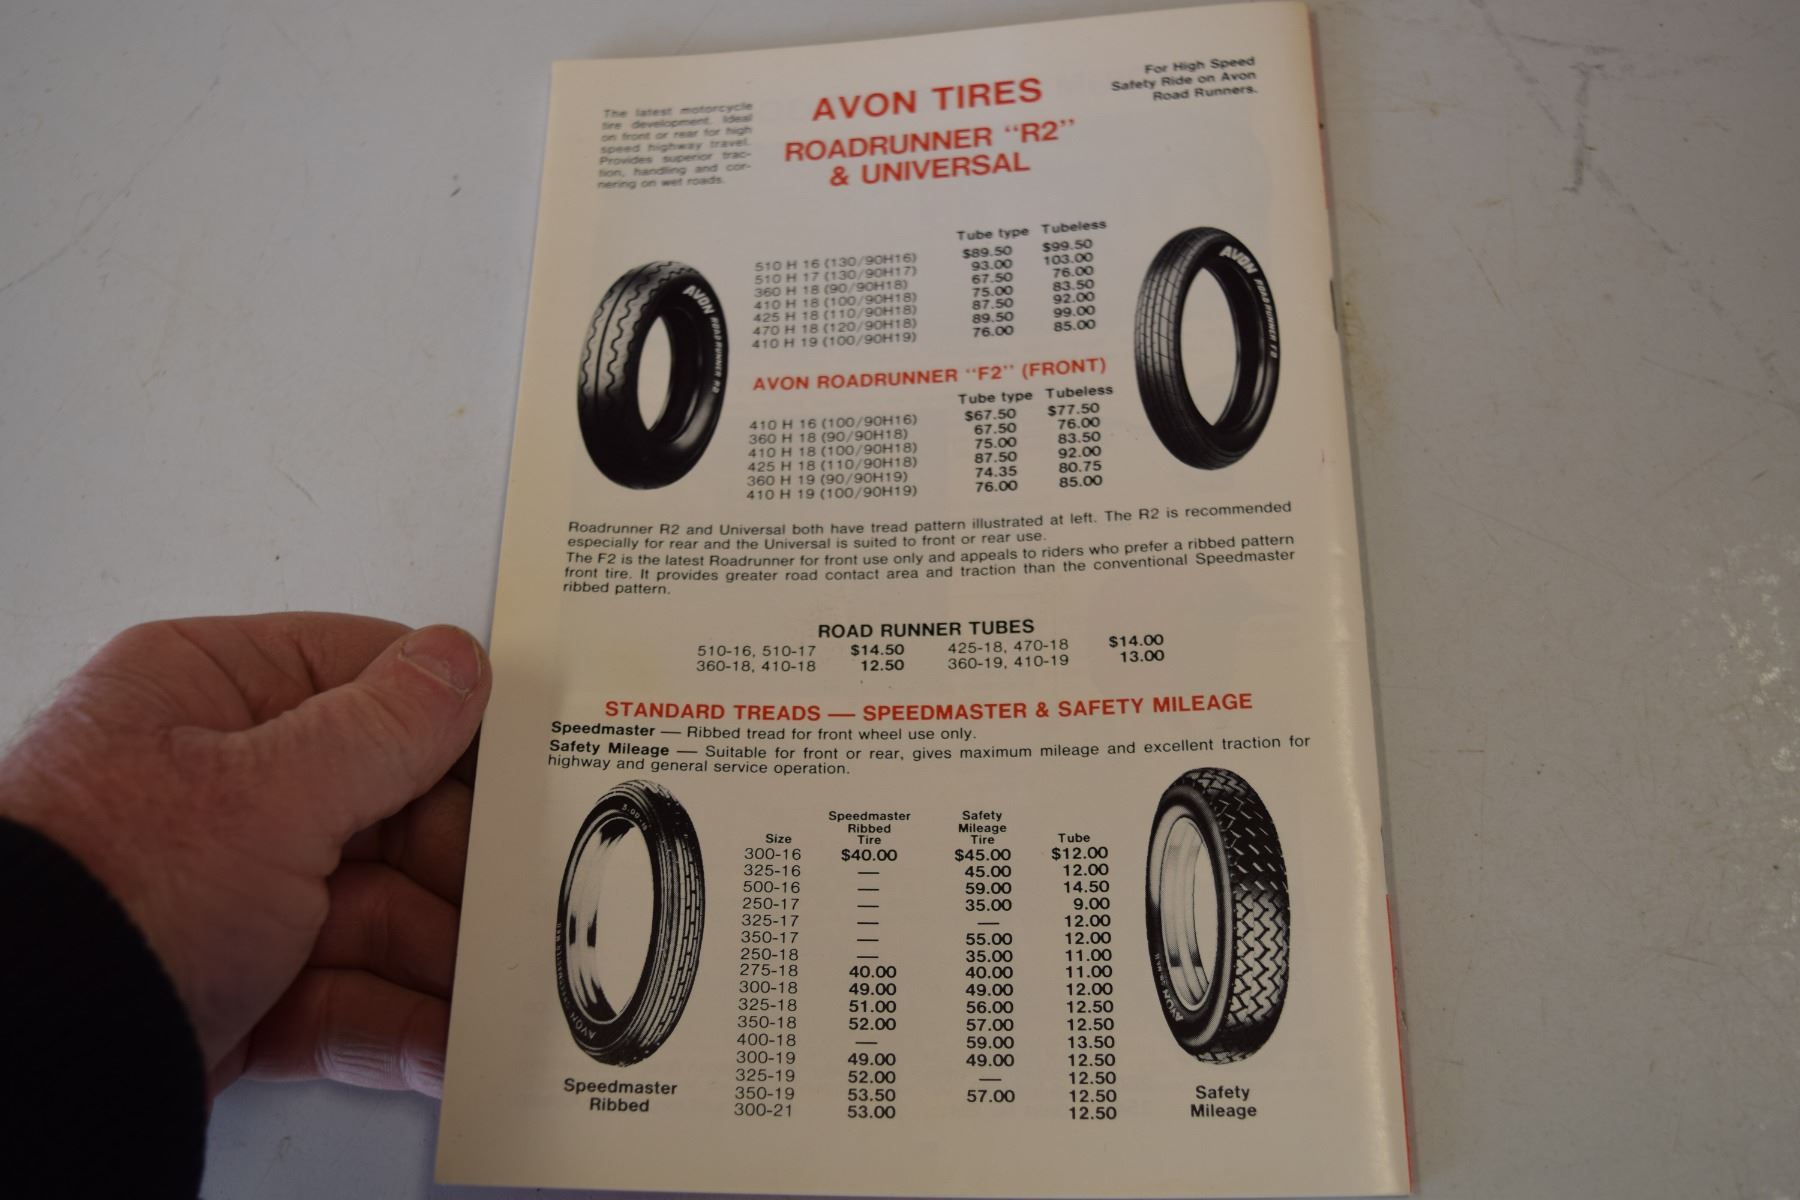 The latest motorcycle
tire development. Ideal
on front or rear for high
speed highway travel.
Provides superior trac-
tion, handling and cor-
nering on wet roads.
AVON TIRES
ROADRUNNER "R2"
& UNIVERSAL
For High Speed
Safety Ride on Avon
Road Runners.
Tube type Tubeless
510 H 16 (130/90H16) $89.50 $99.50
510 H 17 (130/90H17) 93.00 103.00
360 H 18 (90/90H18) 67.50 76.00
410 H 18 (100/90H18) 75.00 83.50
425 H 18 (110/90H18) 87.50 92.00
470 H 18 (120/90H18) 89.50 99.00
410 H 19 (100/90H19) 76.00 85.00
AVON ROADRUNNER R2
AVON ROADRUNNER F2
AVON ROADRUNNER "F2" (FRONT)
Tube type Tubeless
410 H 16 (100/90H16) $67.50 $77.50
360 H 18 (90/90H18) 67.50 76.00
410 H 18 (100/90H18) 75.00 83.50
425 H 18 (110/90H18) 87.50 92.00
360 H 19 (90/90H19) 74.35 80.75
410 H 19 (100/90H19) 76.00 85.00
Roadrunner R2 and Universal both have tread pattern illustrated at left. The R2 is recommended
especially for rear and the Universal is suited to front or rear use.
The F2 is the latest Roadrunner for front use only and appeals to riders who prefer a ribbed pattern
front tire. It provides greater road contact area and traction than the conventional Speedmaster
ribbed pattern.
ROAD RUNNER TUBES
510-16, 510-17 $14.50 425-18, 470-18 $14.00
360-18, 410-18 12.50 360-19, 410-19 13.00
STANDARD TREADS — SPEEDMASTER & SAFETY MILEAGE
Speedmaster — Ribbed tread for front wheel use only.
Safety Mileage — Suitable for front or rear, gives maximum mileage and excellent traction for
highway and general service operation.
Size Speedmaster Ribbed Tire Safety Mileage Tire Tube
300-16 $40.00 $45.00 $12.00
325-16 — 45.00 12.00
500-16 — 59.00 14.50
250-17 — 35.00 9.00
325-17 — — 12.00
350-17 — 55.00 12.00
250-18 — 35.00 11.00
275-18 40.00 40.00 11.00
300-18 49.00 49.00 12.00
325-18 51.00 56.00 12.50
350-18 52.00 57.00 12.50
400-18 — 59.00 13.50
300-19 49.00 49.00 12.50
325-19 52.00 — 12.50
350-19 53.50 57.00 12.50
300-21 53.00 12.50
AVON
AVON
Speedmaster
Ribbed
Safety
Mileage